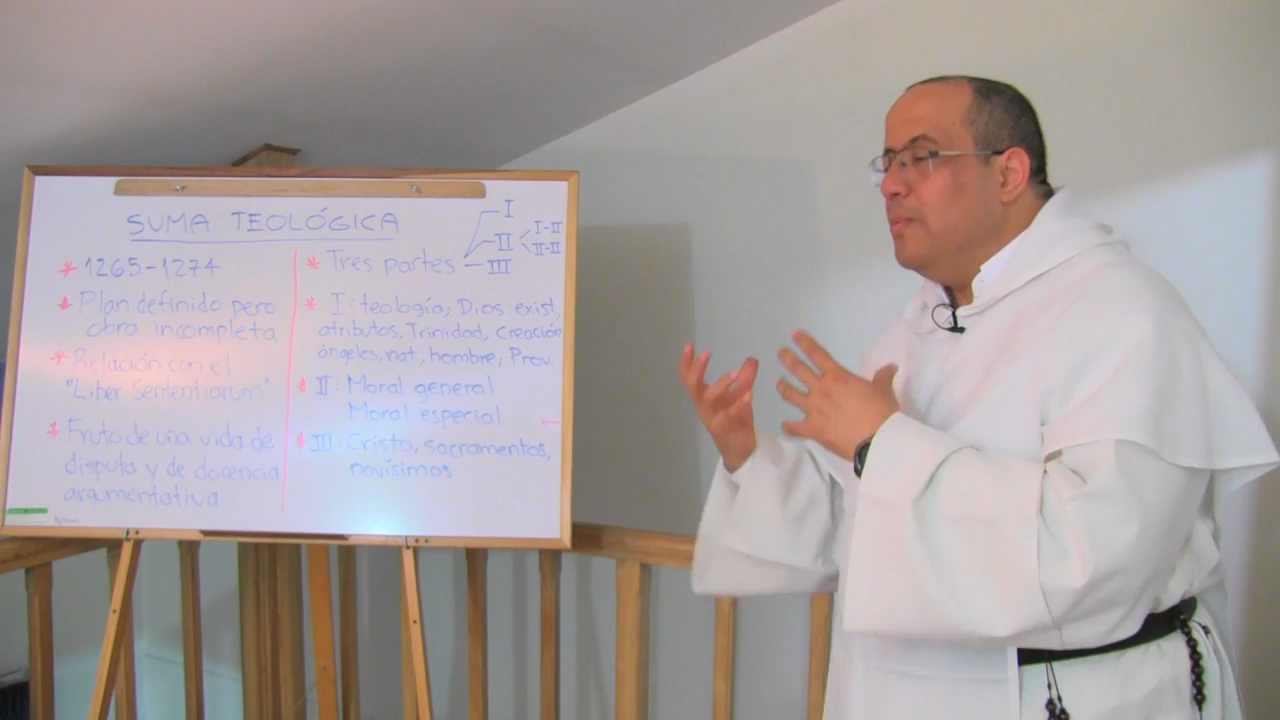 SUMA TEOLÓGICA
* 1265-1274
* Plan definido pero
obra incompleta
* Relación con el
"Liber Sententiarum"
* Fruto de una vida de
disputa y de docencia
argumentativa
* Tres partes
I
II
I-II
II-II
III
* I: teología; Dios: exist,
atributos, Trinidad; Creación
ángeles, nat., hombre; Prov.
* II: Moral general
Moral especial
* III: Cristo, sacramentos,
novísimos